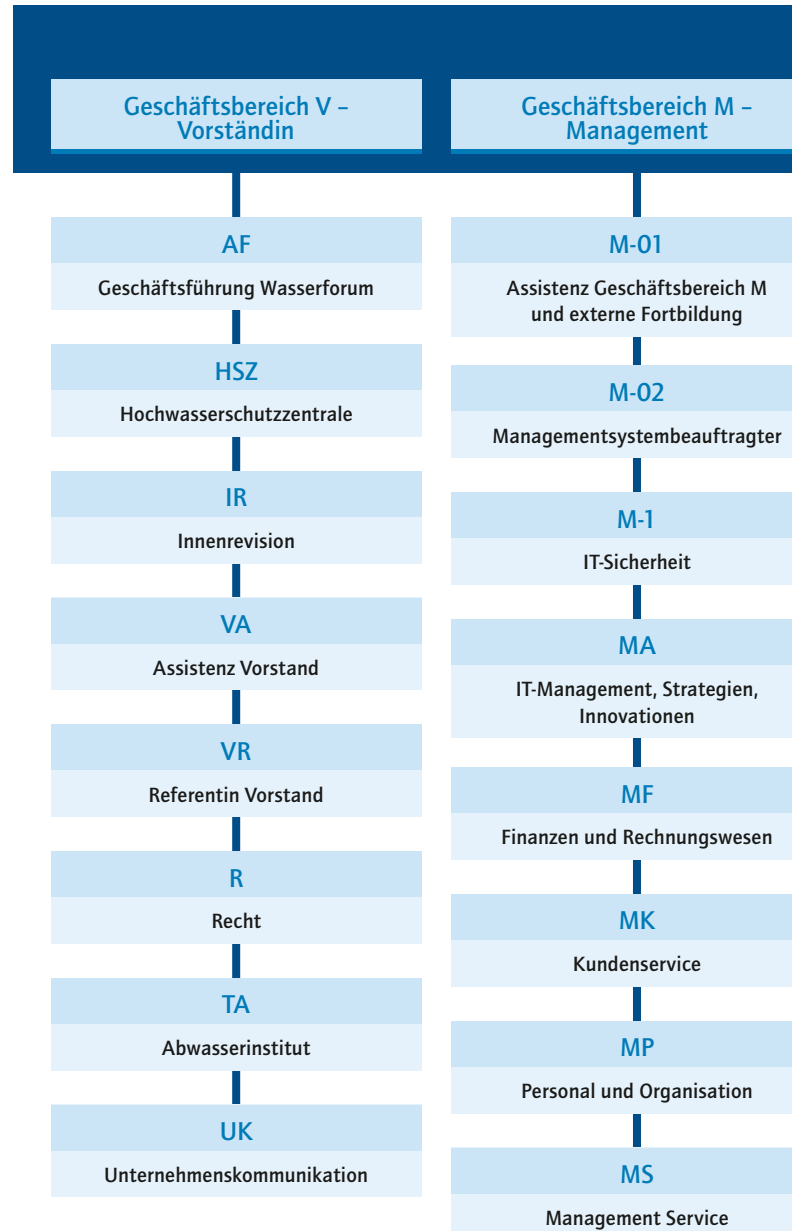 Geschäftsbereich V –
Vorständin
AF
Geschäftsführung Wasserforum
HSZ
Hochwasserschutzzentrale
IR
Innenrevision
VA
Assistenz Vorstand
VR
Referentin Vorstand
R
Recht
TA
Abwasserinstitut
UK
Unternehmenskommunikation
Geschäftsbereich M –
Management
M-01
Assistenz Geschäftsbereich M
und externe Fortbildung
M-02
Managementsystembeauftragter
M-1
IT-Sicherheit
MA
IT-Management, Strategien,
Innovationen
MF
Finanzen und Rechnungswesen
MK
Kundenservice
MP
Personal und Organisation
MS
Management Service